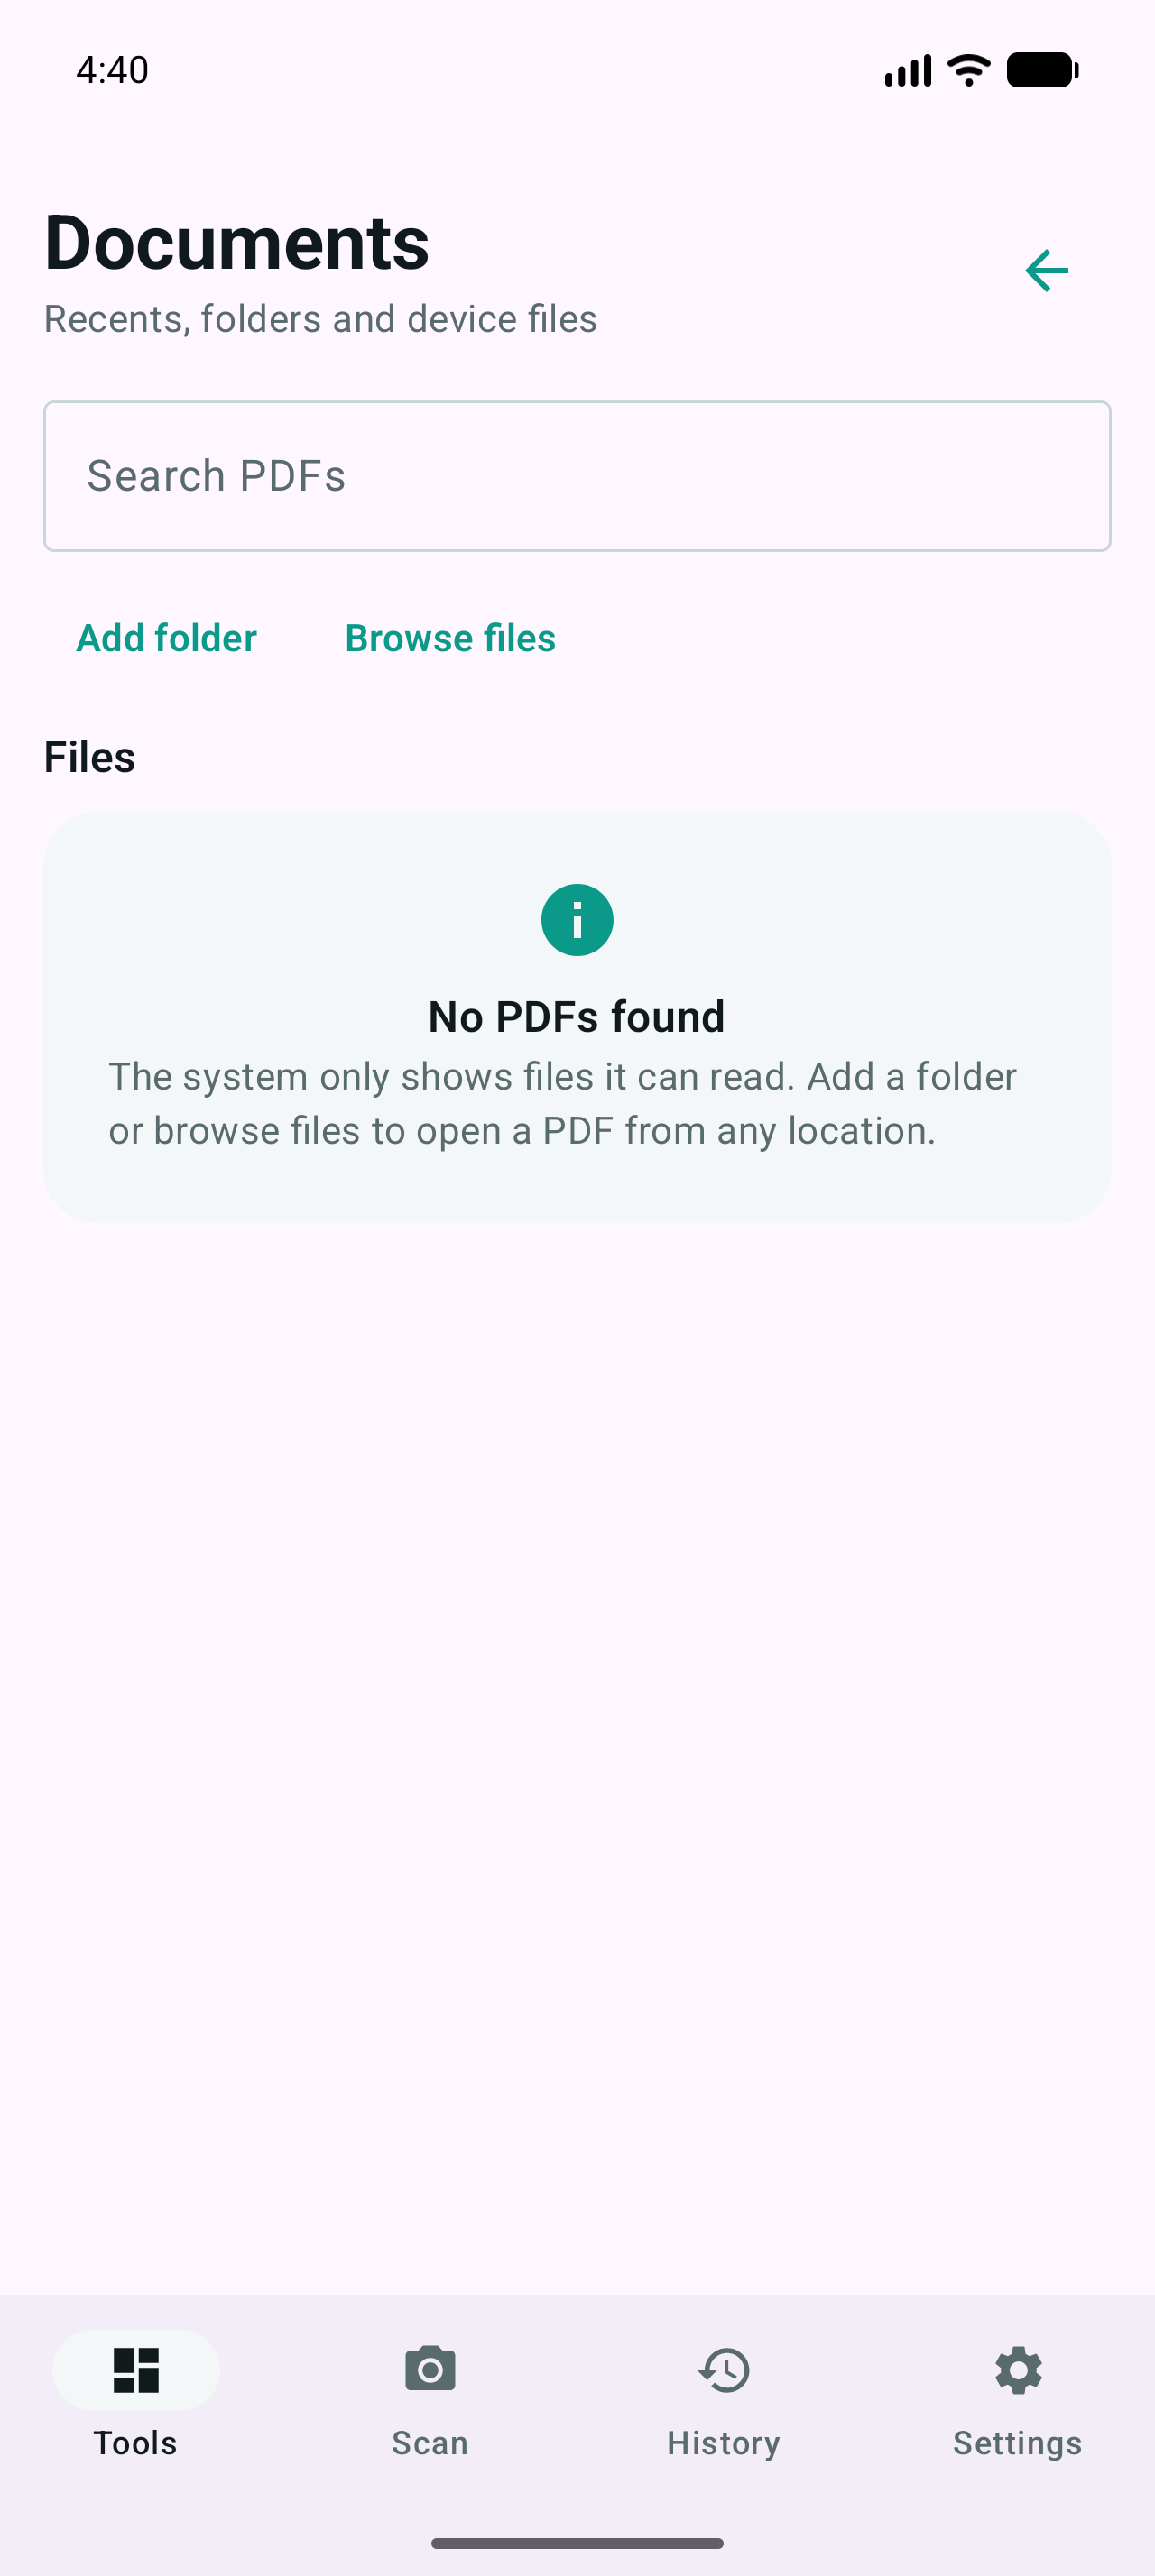 4:40
Documents
Recents, folders and device files
Search PDFs
Add folder
Browse files
Files
No PDFs found
The system only shows files it can read. Add a folder
or browse files to open a PDF from any location.
Tools
Scan
History
Settings